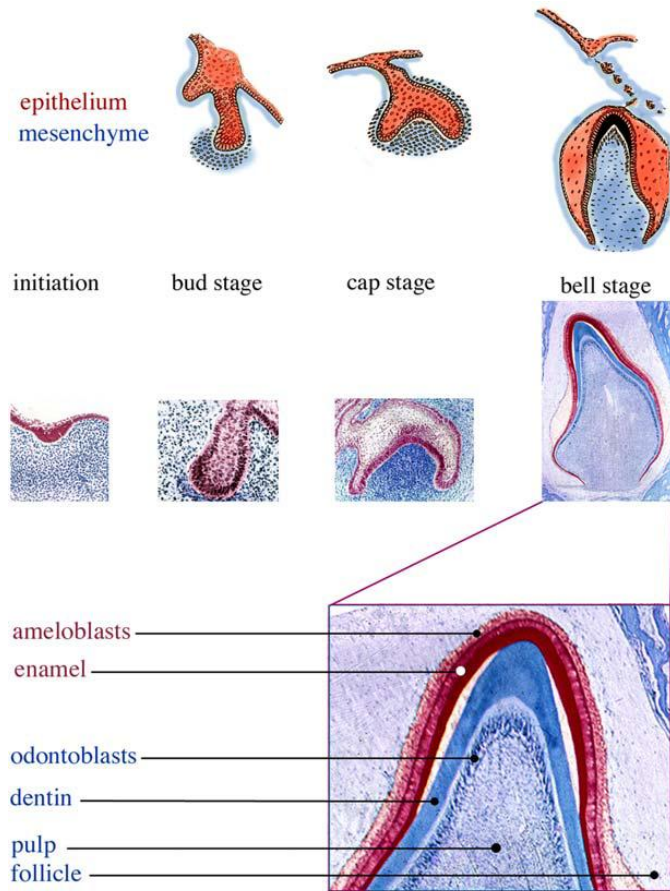 epithelium
mesenchyme
initiation bud stage cap stage bell stage
ameloblasts
enamel
odontoblasts
dentin
pulp
follicle